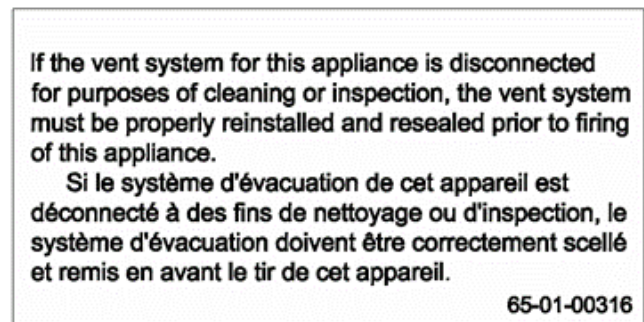 If the vent system for this appliance is disconnected
for purposes of cleaning or inspection, the vent system
must be properly reinstalled and resealed prior to firing
of this appliance.
Si le système d'évacuation de cet appareil est
déconnecté à des fins de nettoyage ou d'inspection, le
système d'évacuation doivent être correctement scellé
et remis en avant le tir de cet appareil.
65-01-00316